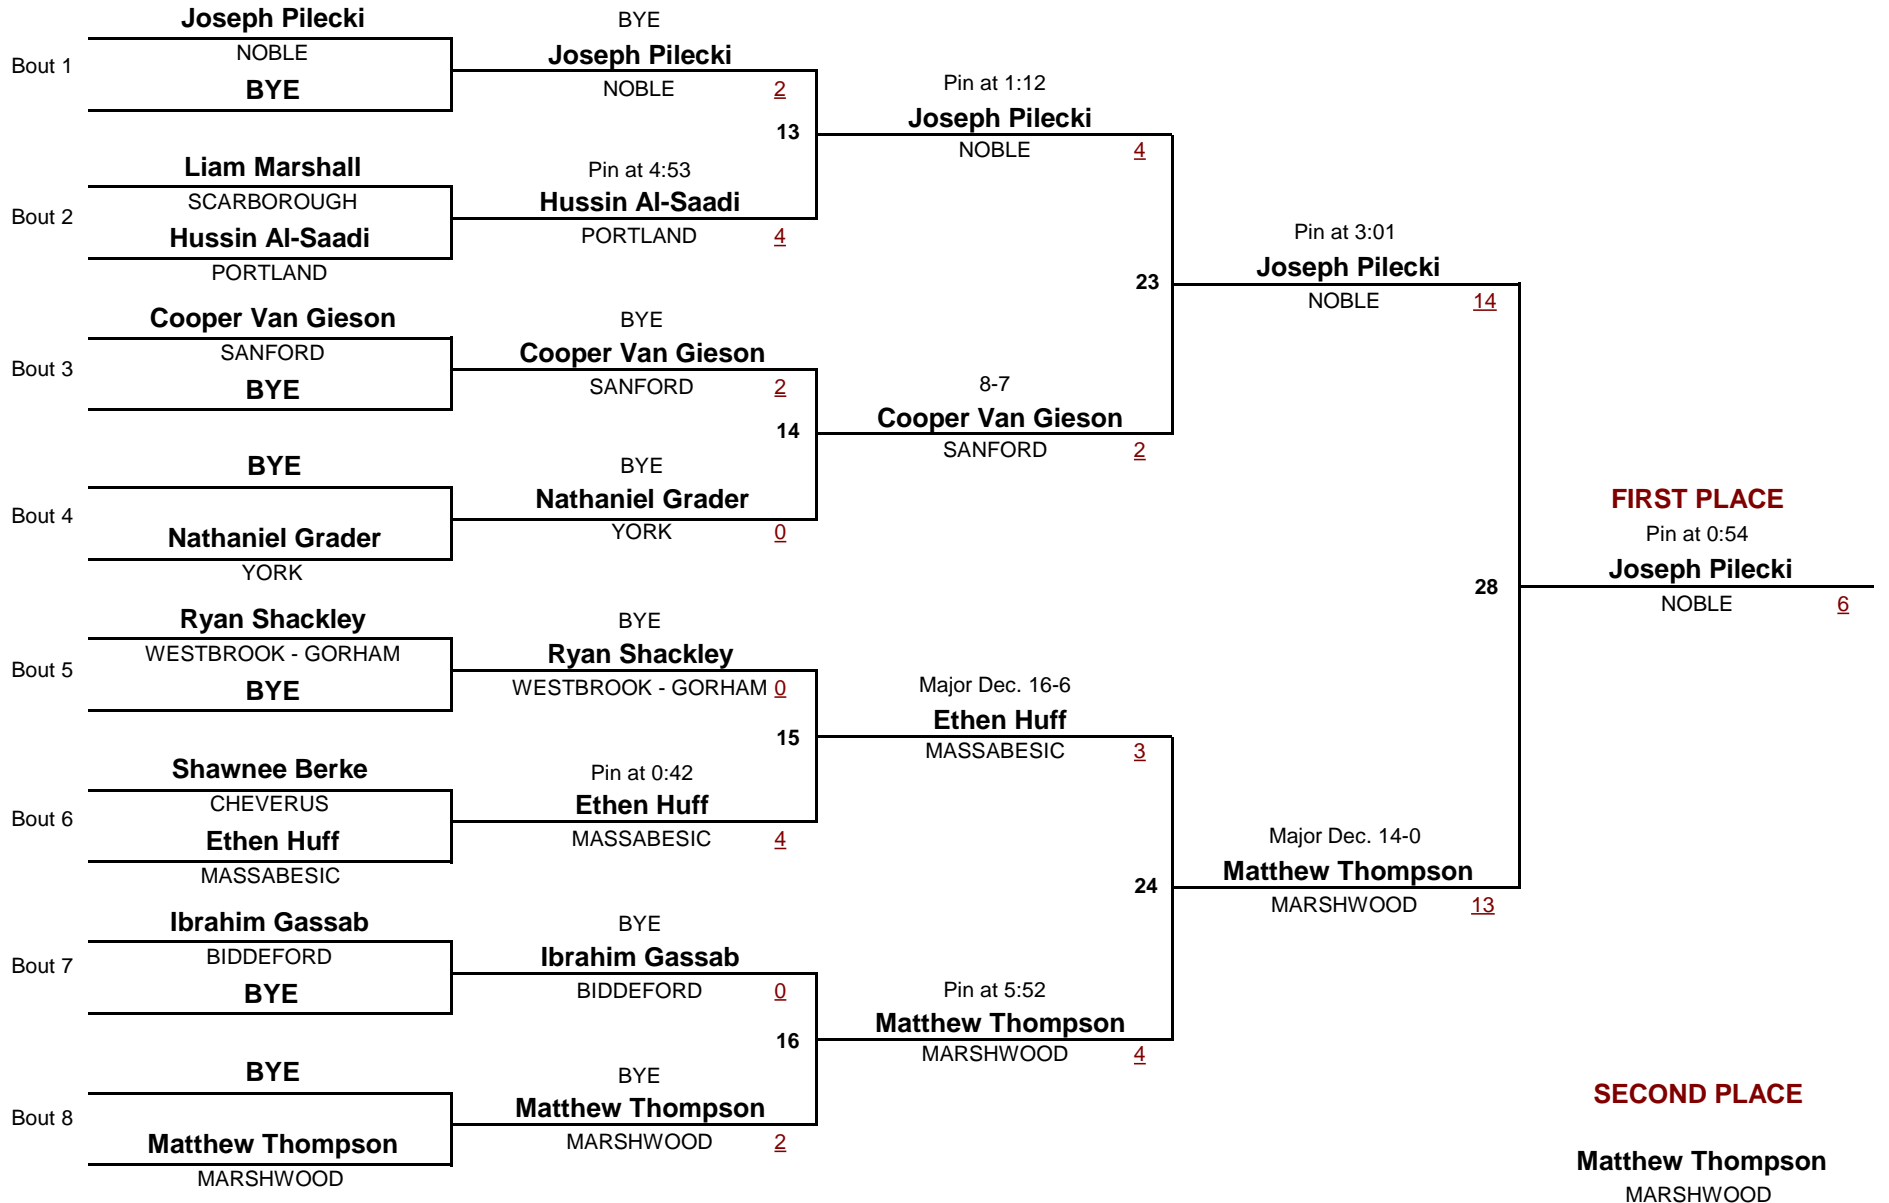 Joseph Pilecki
Bout 1
NOBLE
BYE
Liam Marshall
Bout 2
SCARBOROUGH
Hussin Al-Saadi
PORTLAND
Cooper Van Gieson
Bout 3
SANFORD
BYE
BYE
Bout 4
Nathaniel Grader
YORK
Ryan Shackley
Bout 5
WESTBROOK - GORHAM
BYE
Shawnee Berke
Bout 6
CHEVERUS
Ethen Huff
MASSABESIC
Ibrahim Gassab
Bout 7
BIDDEFORD
BYE
BYE
Bout 8
Matthew Thompson
MARSHWOOD
BYE
Joseph Pilecki
NOBLE 2
13
Pin at 4:53
Hussin Al-Saadi
PORTLAND 4
BYE
Cooper Van Gieson
SANFORD 2
14
BYE
Nathaniel Grader
YORK 0
BYE
Ryan Shackley
WESTBROOK - GORHAM 0
15
Pin at 0:42
Ethen Huff
MASSABESIC 4
BYE
Ibrahim Gassab
BIDDEFORD 0
16
BYE
Matthew Thompson
MARSHWOOD 2
Pin at 1:12
Joseph Pilecki
NOBLE 4
23
8-7
Cooper Van Gieson
SANFORD 2
Major Dec. 16-6
Ethen Huff
MASSABESIC 3
24
Pin at 5:52
Matthew Thompson
MARSHWOOD 4
Pin at 3:01
Joseph Pilecki
NOBLE 14
28
Major Dec. 14-0
Matthew Thompson
MARSHWOOD 13
FIRST PLACE
Pin at 0:54
Joseph Pilecki
NOBLE 6
SECOND PLACE
Matthew Thompson
MARSHWOOD